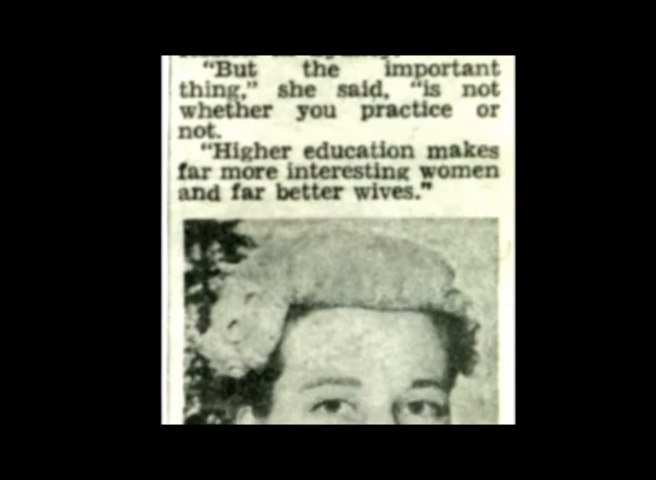 "But the important
thing," she said, "is not
whether you practice or
not.
"Higher education makes
far more interesting women
and far better wives."